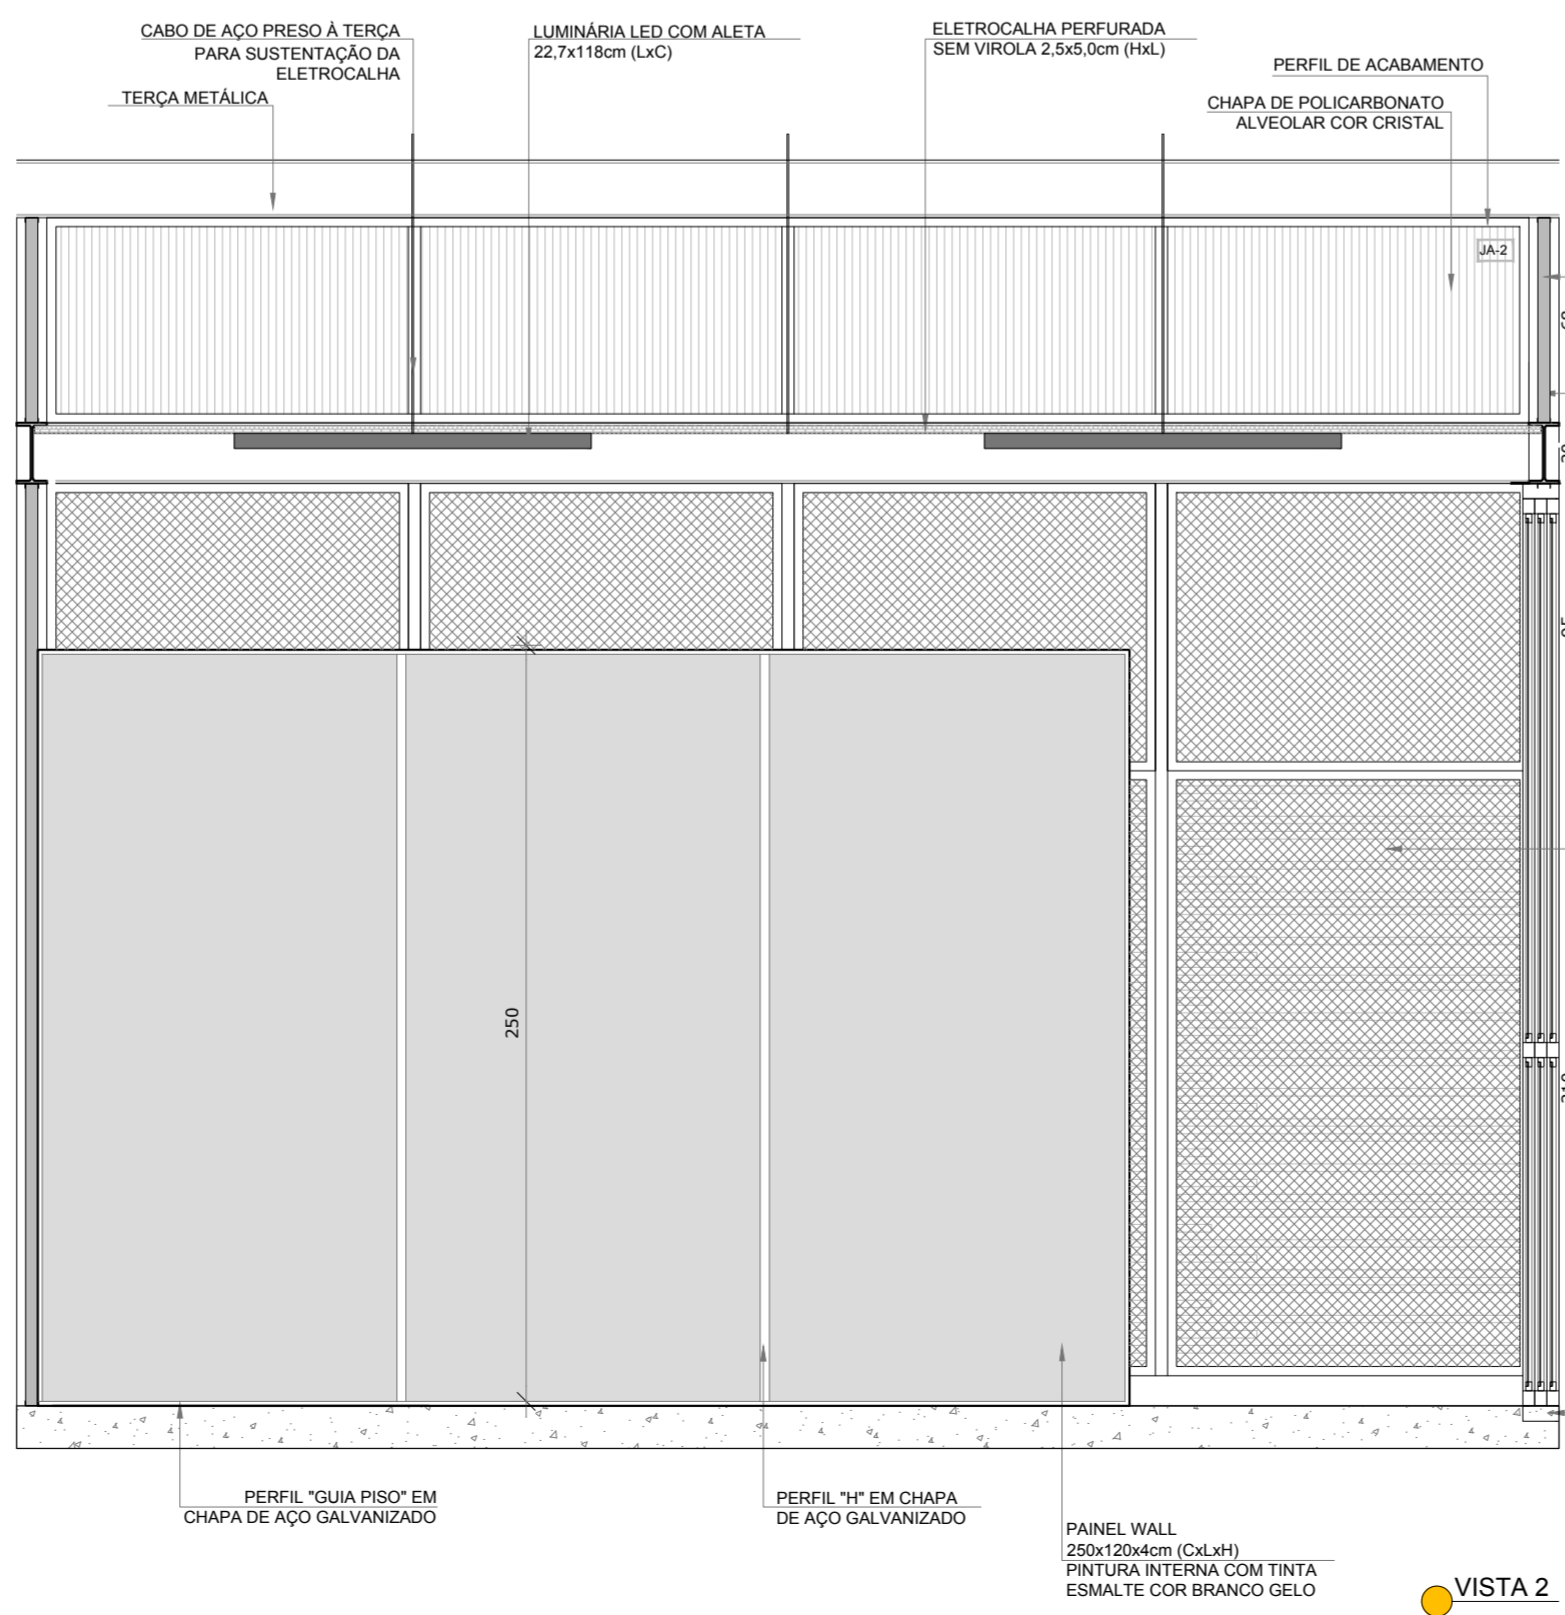 CABO DE AÇO PRESO À TERÇA
PARA SUSTENTAÇÃO DA
ELETROCALHA
TERÇA METÁLICA
LUMINÁRIA LED COM ALETA
22,7x118cm (LxC)
ELETROCALHA PERFURADA
SEM VIROLA 2,5x5,0cm (HxL)
PERFIL DE ACABAMENTO
CHAPA DE POLICARBONATO
ALVEOLAR COR CRISTAL
JA-2
250
PERFIL "GUIA PISO" EM
CHAPA DE AÇO GALVANIZADO
PERFIL "H" EM CHAPA
DE AÇO GALVANIZADO
PAINEL WALL
250x120x4cm (CxLxH)
PINTURA INTERNA COM TINTA
ESMALTE COR BRANCO GELO
VISTA 2